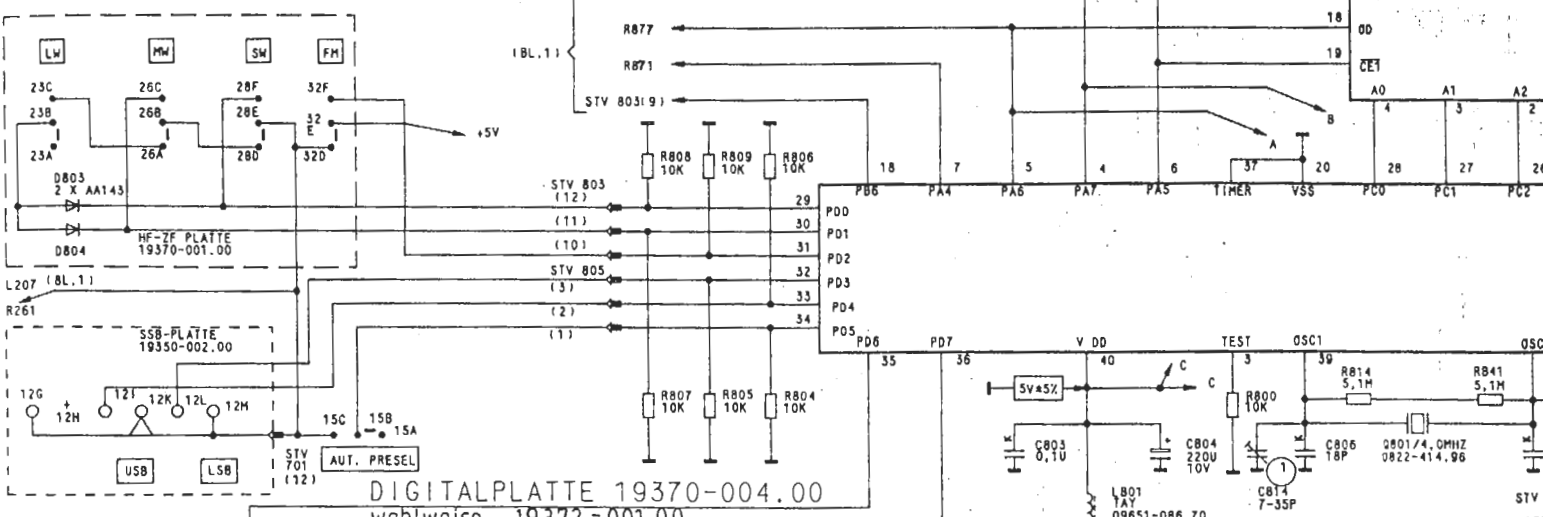 LW MW SW FM
23C 26C 28F 32F
23B 26B 28E 32 E
23A 26A 28D 32D
+5V
D803
2 X AA143
D804
HF-ZF PLATTE
19370-001.00
L207 (BL,1)
R261
SSB-PLATTE
19350-002.00
12G + 12H 12I 12K 12L 12M
USB LSB
STV
701
(12)
15C 15B 15A
AUT. PRESEL
(BL,1)
R877
R871
STV 803(9)
R808
10K
R809
10K
R806
10K
STV 803
(12)
(11)
(10)
STV 805
(3)
(2)
(1)
R807
10K
R805
10K
R804
10K
18 7 5 4 6 37 20 28 27 26
PB6 PA4 PA6 PA7 PA5 TIMER VSS PC0 PC1 PC2
29 PD0
30 PD1
31 PD2
32 PD3
33 PD4
34 PD5
PD6 PD7 V DD TEST OSC1 OSC
35 36 40 3 39
18 OD
19 CE1
A0 A1 A2
4 3 2
B
A
C
C
5V±5%
C803
0,1U
C804
220U
10V
R800
10K
R814
5,1M
R841
5,1M
C806
18P
Q801/4,0MHZ
0822-414.96
1
C814
7-35P
L801
TAY
09651-086.70
STV
DIGITALPLATTE 19370-004.00
wahlweise 19372-001.00